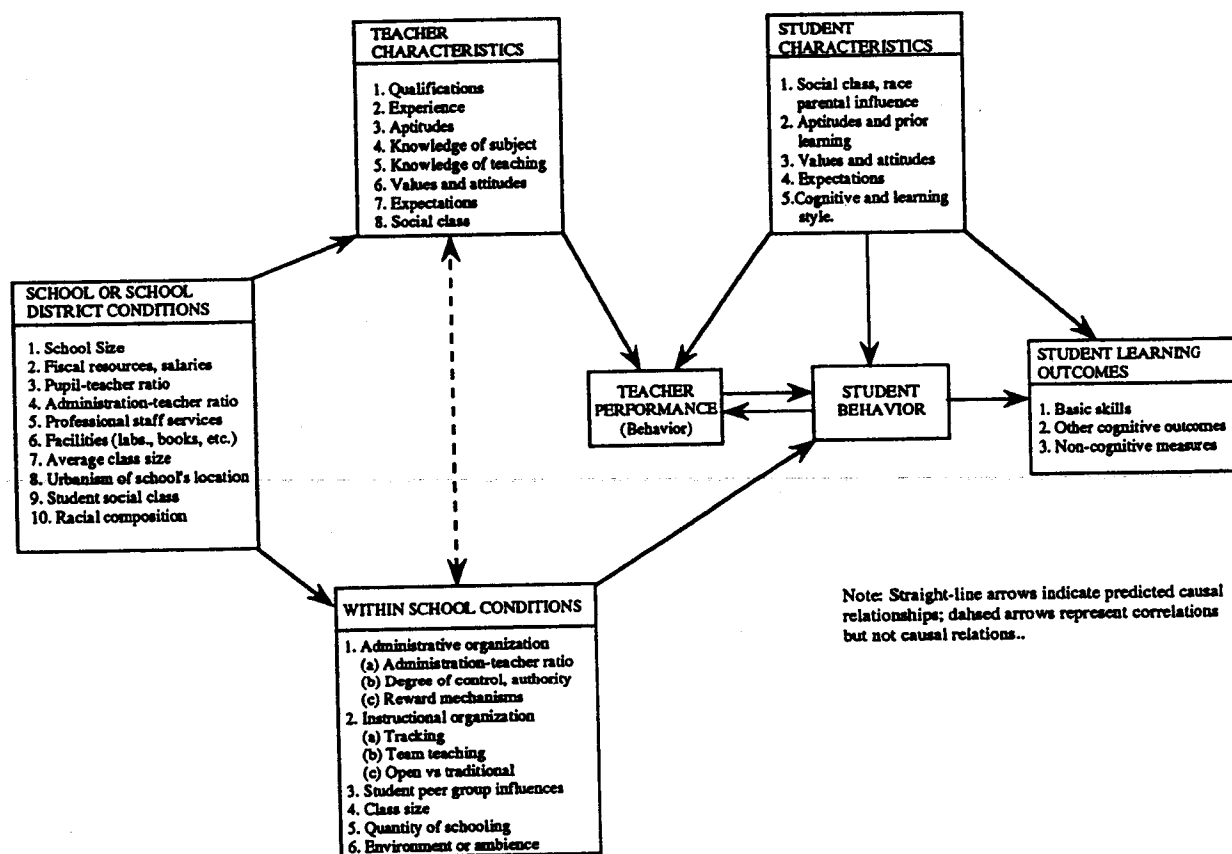 TEACHER
CHARACTERISTICS
1. Qualifications
2. Experience
3. Aptitudes
4. Knowledge of subject
5. Knowledge of teaching
6. Values and attitudes
7. Expectations
8. Social class
STUDENT
CHARACTERISTICS
1. Social class, race
parental influence
2. Aptitudes and prior
learning
3. Values and attitudes
4. Expectations
5.Cognitive and learning
style.
SCHOOL OR SCHOOL
DISTRICT CONDITIONS
1. School Size
2. Fiscal resources, salaries
3. Pupil-teacher ratio
4. Administration-teacher ratio
5. Professional staff services
6. Facilities (labs., books, etc.)
7. Average class size
8. Urbanism of school's location
9. Student social class
10. Racial composition
TEACHER
PERFORMANCE
(Behavior)
STUDENT
BEHAVIOR
STUDENT LEARNING
OUTCOMES
1. Basic skills
2. Other cognitive outcomes
3. Non-cognitive measures
WITHIN SCHOOL CONDITIONS
1. Administrative organization
(a) Administration-teacher ratio
(b) Degree of control, authority
(c) Reward mechanisms
2. Instructional organization
(a) Tracking
(b) Team teaching
(c) Open vs traditional
3. Student peer group influences
4. Class size
5. Quantity of schooling
6. Environment or ambience
Note: Straight-line arrows indicate predicted causal
relationships; dahsed arrows represent correlations
but not causal relations..